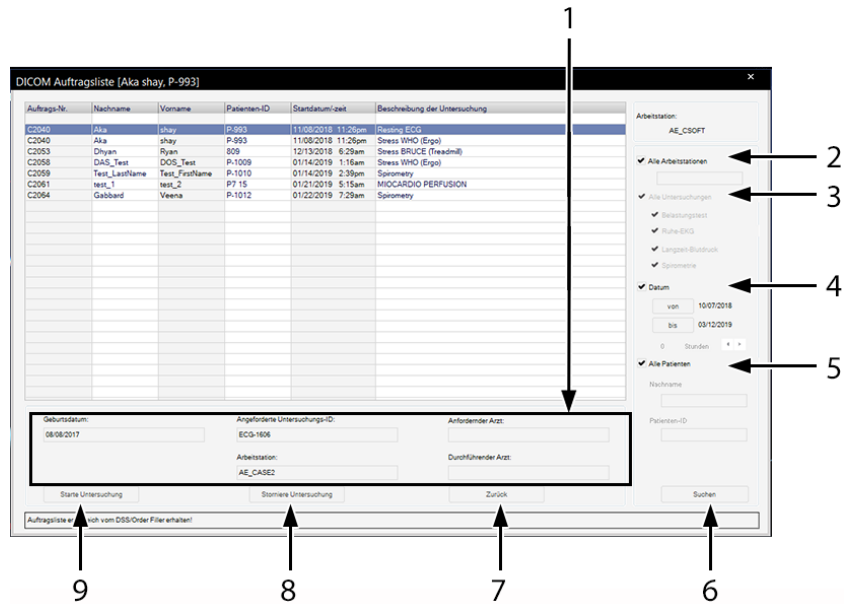 1
DICOM Auftragsliste [Aka shay, P-993] ×
Auftrags-Nr. Nachname Vorname Patienten-ID Startdatum/-zeit Beschreibung der Untersuchung
C2040 Aka shay P-993 11/08/2018 11:26pm Resting ECG
C2040 Aka shay P-993 11/08/2018 11:26pm Stress WHO (Ergo)
C2053 Dhyan Ryan 809 12/13/2018 6:29am Stress BRUCE (Treadmill)
C2058 DAS_Test DOS_Test P-1009 01/14/2019 1:16am Stress WHO (Ergo)
C2059 Test_LastName Test_FirstName P-1010 01/14/2019 2:39pm Spirometry
C2061 test_1 test_2 P7 15 01/21/2019 5:15am MIOCARDIO PERFUSION
C2064 Gabbard Veena P-1012 01/22/2019 7:29am Spirometry
Arbeitstation:
AE_CSOFT
Alle Arbeitstationen 2
Alle Untersuchungen 3
Belastungstest
Ruhe-EKG
Langzeit-Blutdruck
Spirometrie
Datum 4
von 10/07/2018
bis 03/12/2019
0 Stunden
Alle Patienten 5
Nachname
Patienten-ID
Geburtsdatum: Angeforderte Untersuchungs-ID: Anfordernder Arzt:
08/08/2017 ECG-1606
Arbeitstation: Durchführender Arzt:
AE_CASE2
Starte Untersuchung Storniere Untersuchung Zurück Suchen
Auftragsliste vom DSS/Order Filer erhalten!
9 8 7 6